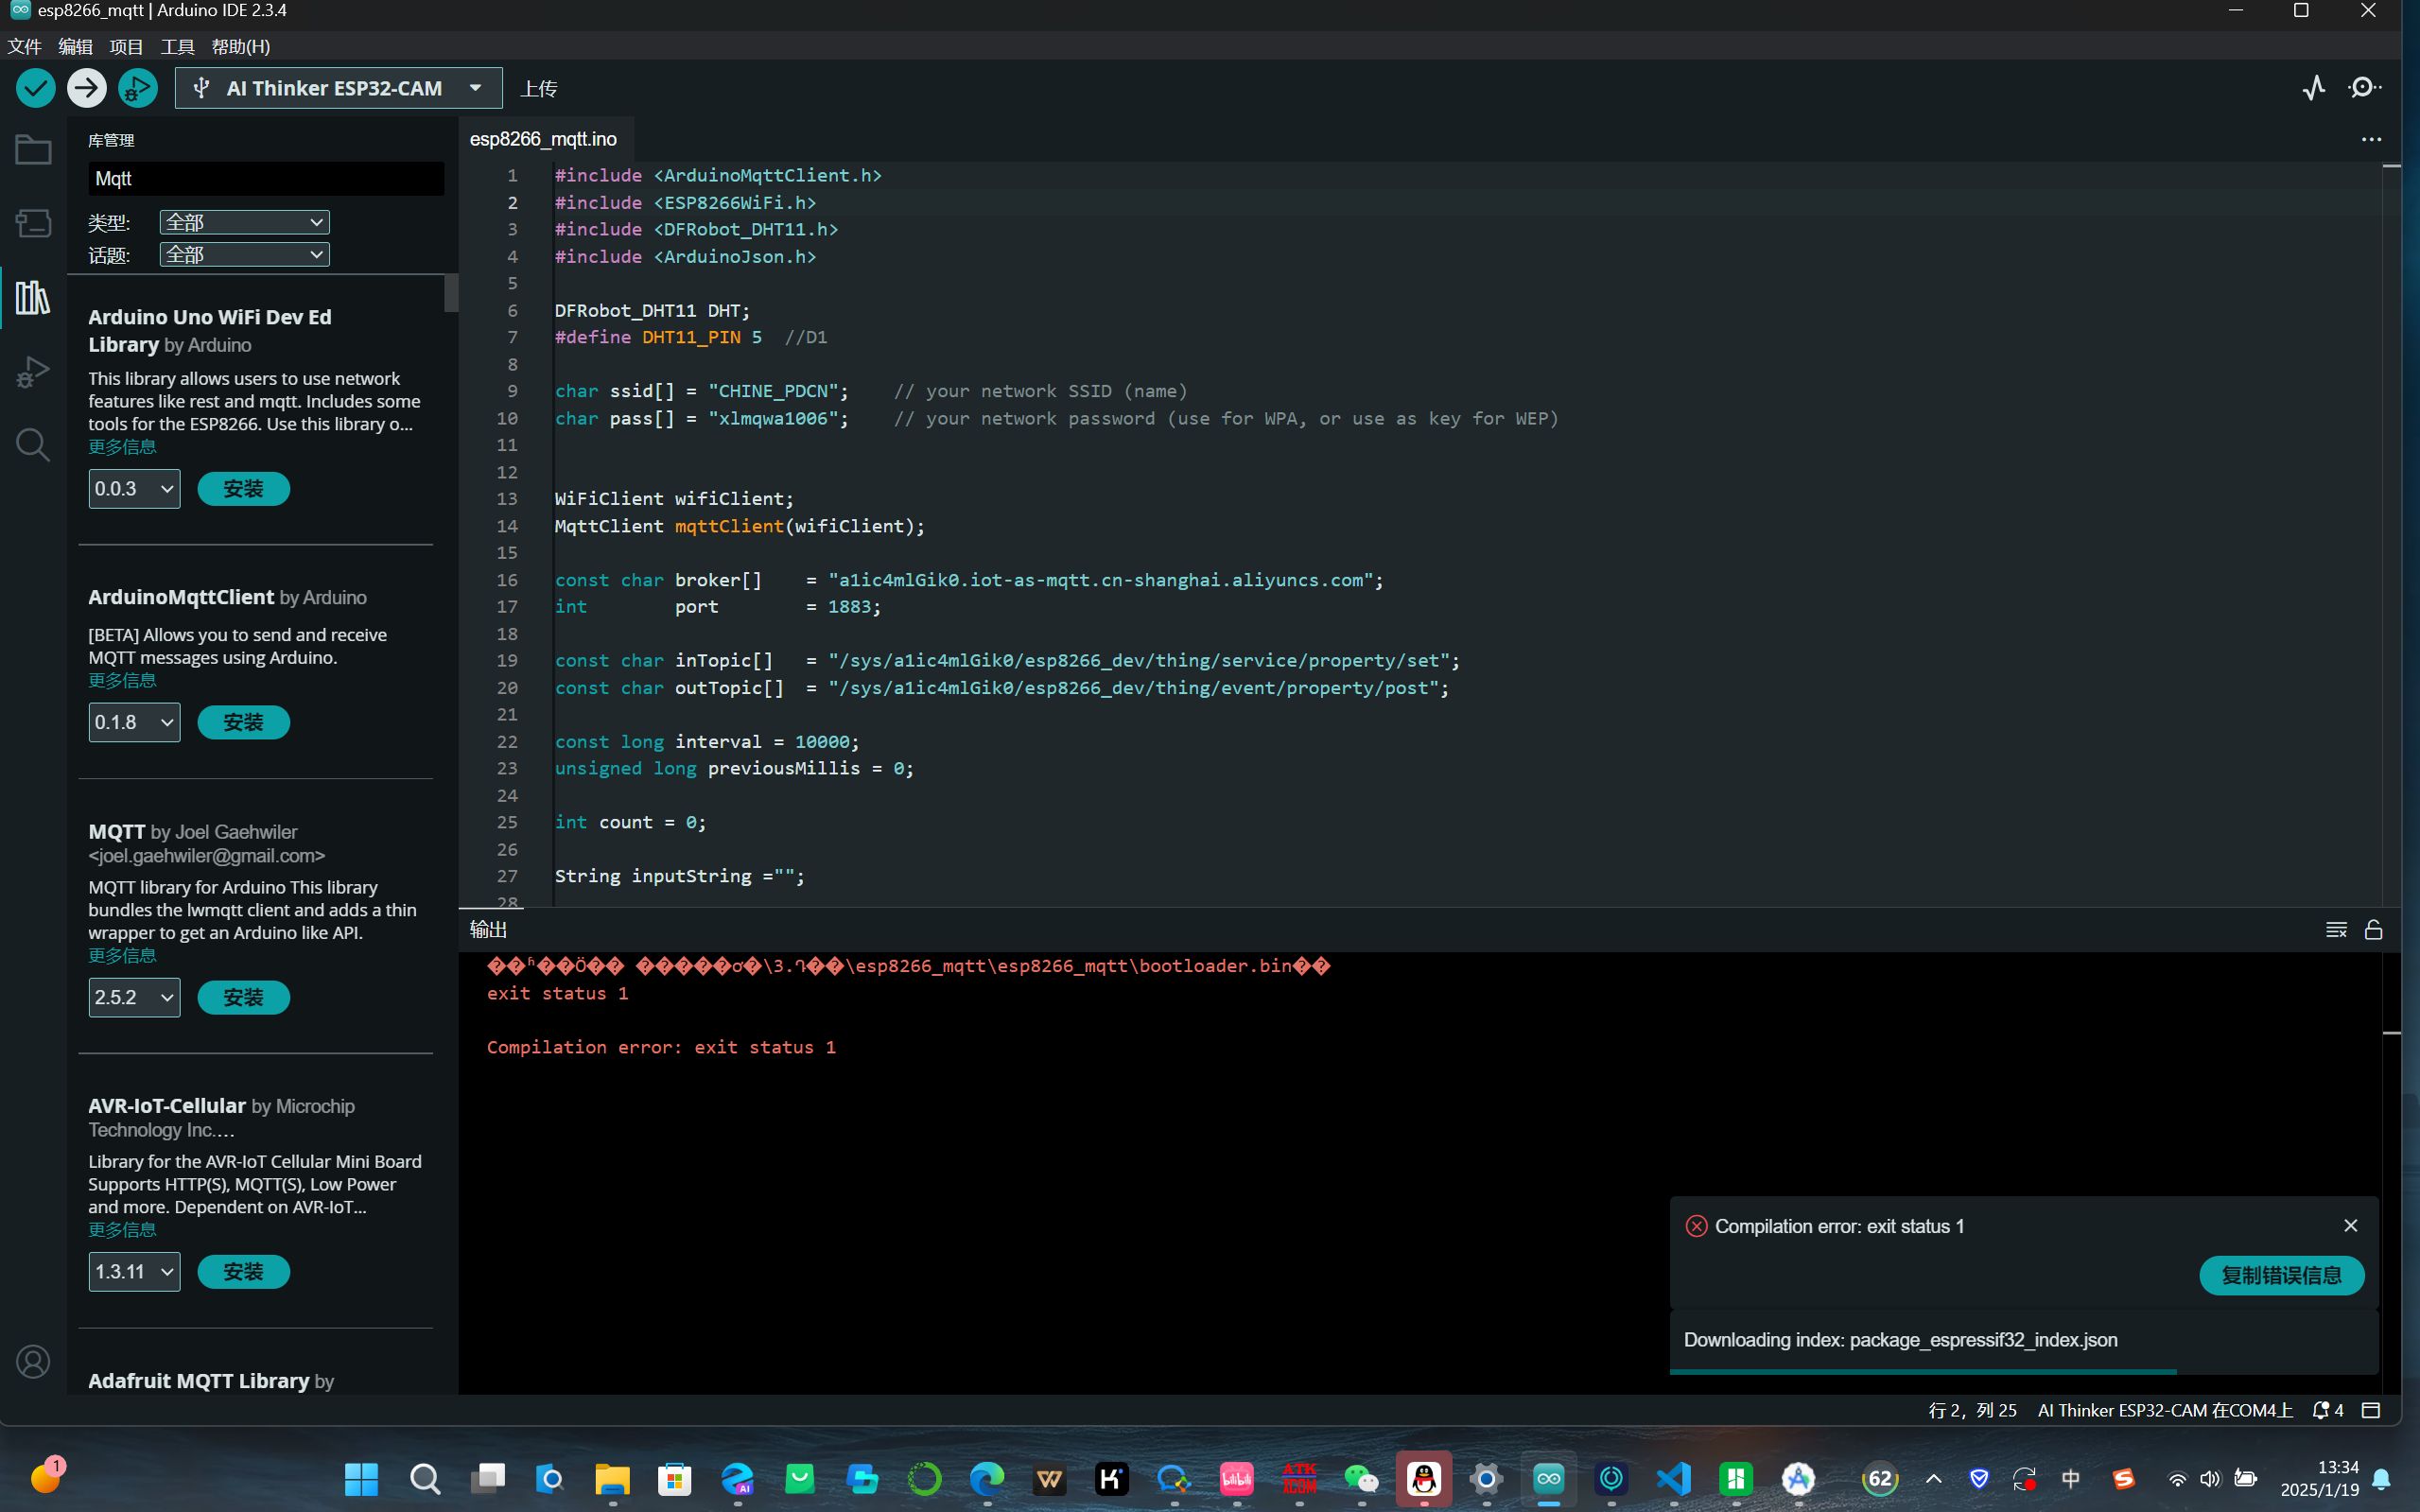 esp8266_mqtt | Arduino IDE 2.3.4
文件 编辑 项目 工具 帮助(H)
AI Thinker ESP32-CAM 上传
库管理
Mqtt
类型: 全部
话题: 全部
Arduino Uno WiFi Dev Ed
Library by Arduino
This library allows users to use network
features like rest and mqtt. Includes some
tools for the ESP8266. Use this library o...
更多信息
0.0.3 安装
ArduinoMqttClient by Arduino
[BETA] Allows you to send and receive
MQTT messages using Arduino.
更多信息
0.1.8 安装
MQTT by Joel Gaehwiler
<joel.gaehwiler@gmail.com>
MQTT library for Arduino This library
bundles the lwmqtt client and adds a thin
wrapper to get an Arduino like API.
更多信息
2.5.2 安装
AVR-IoT-Cellular by Microchip
Technology Inc....
Library for the AVR-IoT Cellular Mini Board
Supports HTTP(S), MQTT(S), Low Power
and more. Dependent on AVR-IoT...
更多信息
1.3.11 安装
Adafruit MQTT Library by
esp8266_mqtt.ino
1 #include <ArduinoMqttClient.h>
2 #include <ESP8266WiFi.h>
3 #include <DFRobot_DHT11.h>
4 #include <ArduinoJson.h>
5
6 DFRobot_DHT11 DHT;
7 #define DHT11_PIN 5  //D1
8
9 char ssid[] = "CHINE_PDCN";    // your network SSID (name)
10 char pass[] = "xlmqwa1006";    // your network password (use for WPA, or use as key for WEP)
11
12
13 WiFiClient wifiClient;
14 MqttClient mqttClient(wifiClient);
15
16 const char broker[]    = "a1ic4mlGik0.iot-as-mqtt.cn-shanghai.aliyuncs.com";
17 int        port        = 1883;
18
19 const char inTopic[]   = "/sys/a1ic4mlGik0/esp8266_dev/thing/service/property/set";
20 const char outTopic[]  = "/sys/a1ic4mlGik0/esp8266_dev/thing/event/property/post";
21
22 const long interval = 10000;
23 unsigned long previousMillis = 0;
24
25 int count = 0;
26
27 String inputString ="";
28
输出
\esp8266_mqtt\esp8266_mqtt\bootloader.bin
exit status 1
Compilation error: exit status 1
Compilation error: exit status 1
复制错误信息
Downloading index: package_espressif32_index.json
行 2，列 25 AI Thinker ESP32-CAM 在COM4上 4
1
AI
W
K
bilibili
ATK
XCOM
62
中
S
13:34
2025/1/19